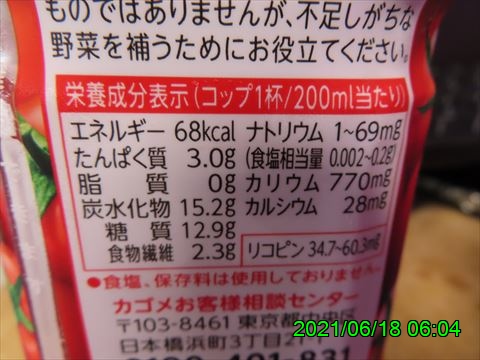 ものではありませんが、不足しがちな
野菜を補うためにお役立てください。
栄養成分表示(コップ1杯/200ml当たり)
エネルギー 68kcal ナトリウム 1~69mg
たんぱく質 3.0g (食塩相当量 0.002~0.2g)
脂質 0g カリウム 770mg
炭水化物 15.2g カルシウム 28mg
糖質 12.9g
食物繊維 2.3g リコピン 34.7~60.3mg
●食塩、保存料は使用しておりません。
カゴメお客様相談センター
〒103-8461 東京都中央区
日本橋浜町3丁目21-1
2021/06/18 06:04